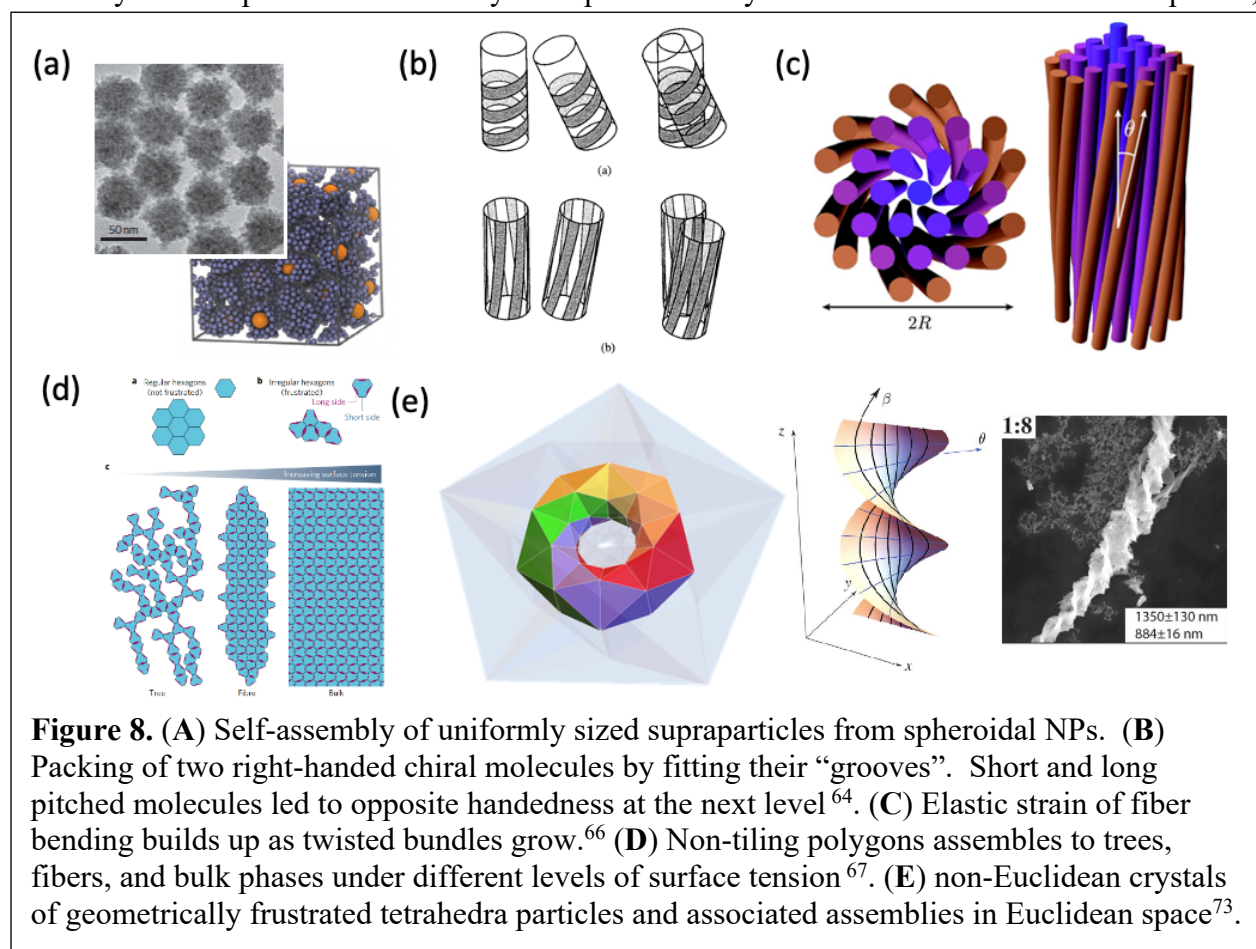 (a)
50 nm
(b)
(a)
(b)
(c)
2R
θ
(d)
a Regular hexagons
(not frustrated)
b Irregular hexagons
(frustrated)
Long side
Short side
c
Increasing surface tension
Tree
Fibre
Bulk
(e)
z
β
θ
y
x
1:8
1350±130 nm
884±16 nm
Figure 8. (A) Self-assembly of uniformly sized supraparticles from spheroidal NPs. (B)
Packing of two right-handed chiral molecules by fitting their “grooves”. Short and long
pitched molecules led to opposite handedness at the next level 64. (C) Elastic strain of fiber
bending builds up as twisted bundles grow.66 (D) Non-tiling polygons assembles to trees,
fibers, and bulk phases under different levels of surface tension 67. (E) non-Euclidean crystals
of geometrically frustrated tetrahedra particles and associated assemblies in Euclidean space73.